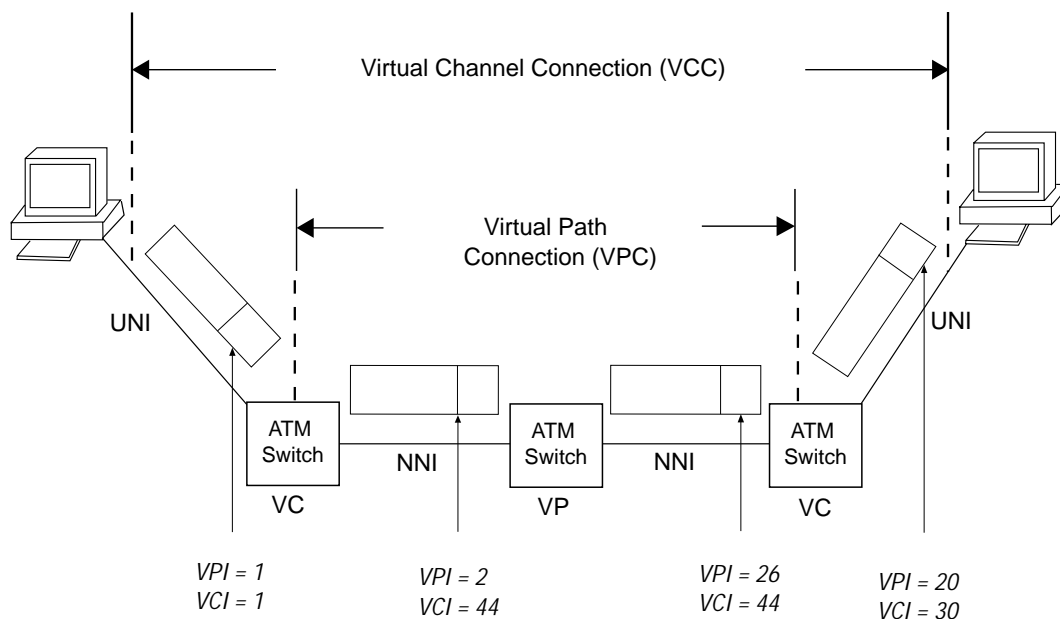 Virtual Channel Connection (VCC)
Virtual Path
Connection (VPC)
UNI
UNI
ATM
Switch
NNI
ATM
Switch
NNI
ATM
Switch
VC
VP
VC
VPI = 1
VCI = 1
VPI = 2
VCI = 44
VPI = 26
VCI = 44
VPI = 20
VCI = 30